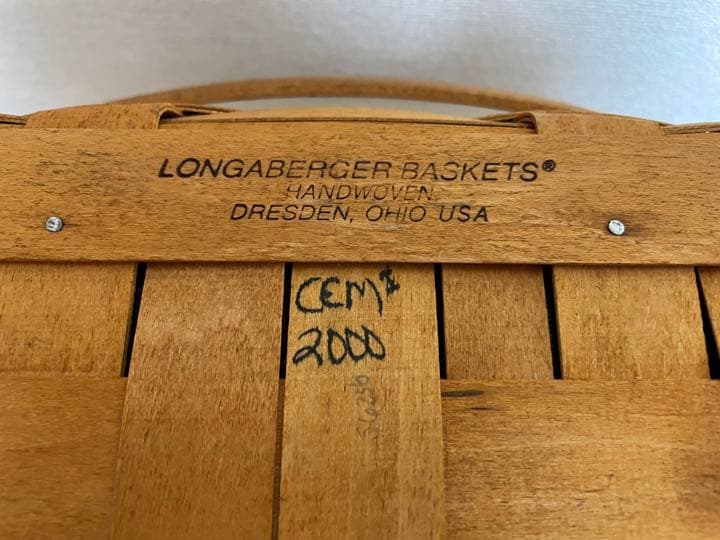 LONGABERGER BASKETS®
HANDWOVEN
DRESDEN, OHIO USA
CEM
2000